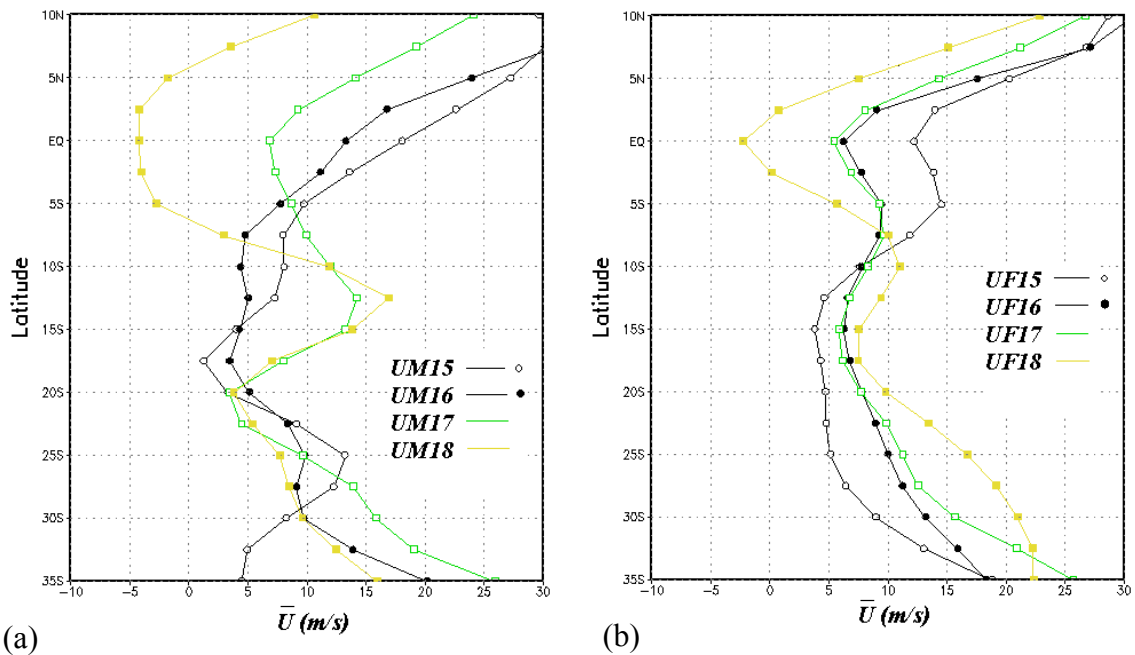 10N
5N
EQ
5S
10S
15S
20S
25S
30S
35S
Latitude
−10 −5 0 5 10 15 20 25 30
U̅ (m/s)
UM15
UM16
UM17
UM18
(a)
10N
5N
EQ
5S
10S
15S
20S
25S
30S
35S
Latitude
−10 −5 0 5 10 15 20 25 30
U̅ (m/s)
UF15
UF16
UF17
UF18
(b)